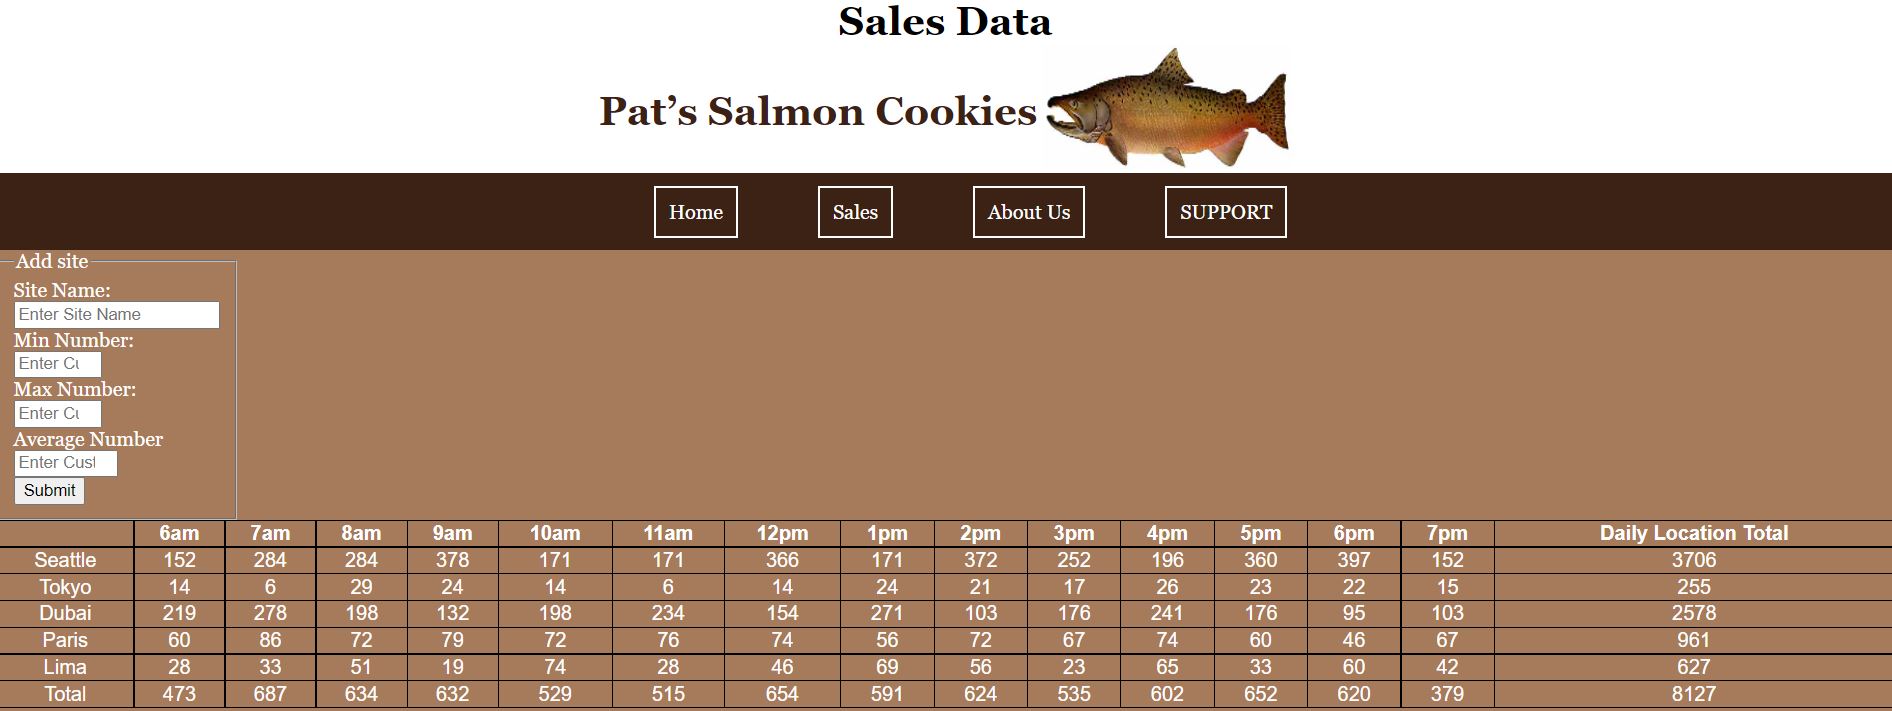 Sales Data
Pat’s Salmon Cookies
Home Sales About Us SUPPORT
Add site
Site Name:
Enter Site Name
Min Number:
Enter Cu
Max Number:
Enter Cu
Average Number
Enter Cust
Submit
6am 7am 8am 9am 10am 11am 12pm 1pm 2pm 3pm 4pm 5pm 6pm 7pm Daily Location Total
Seattle 152 284 284 378 171 171 366 171 372 252 196 360 397 152 3706
Tokyo 14 6 29 24 14 6 14 24 21 17 26 23 22 15 255
Dubai 219 278 198 132 198 234 154 271 103 176 241 176 95 103 2578
Paris 60 86 72 79 72 76 74 56 72 67 74 60 46 67 961
Lima 28 33 51 19 74 28 46 69 56 23 65 33 60 42 627
Total 473 687 634 632 529 515 654 591 624 535 602 652 620 379 8127